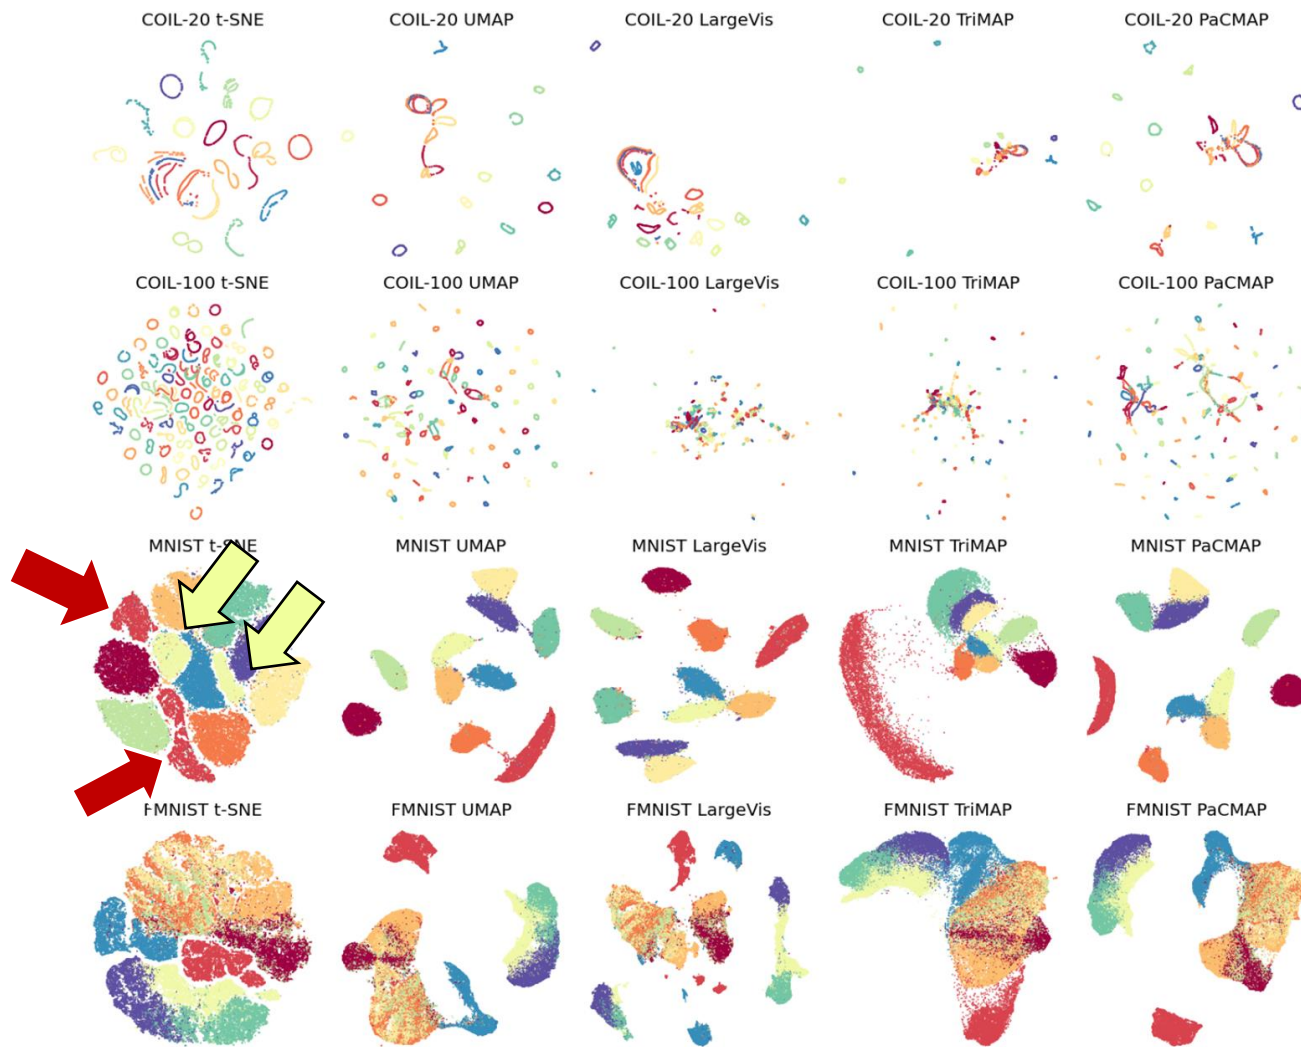 COIL-20 t-SNE COIL-20 UMAP COIL-20 LargeVis COIL-20 TriMAP COIL-20 PaCMAP
COIL-100 t-SNE COIL-100 UMAP COIL-100 LargeVis COIL-100 TriMAP COIL-100 PaCMAP
MNIST t-SNE MNIST UMAP MNIST LargeVis MNIST TriMAP MNIST PaCMAP
FMNIST t-SNE FMNIST UMAP FMNIST LargeVis FMNIST TriMAP FMNIST PaCMAP